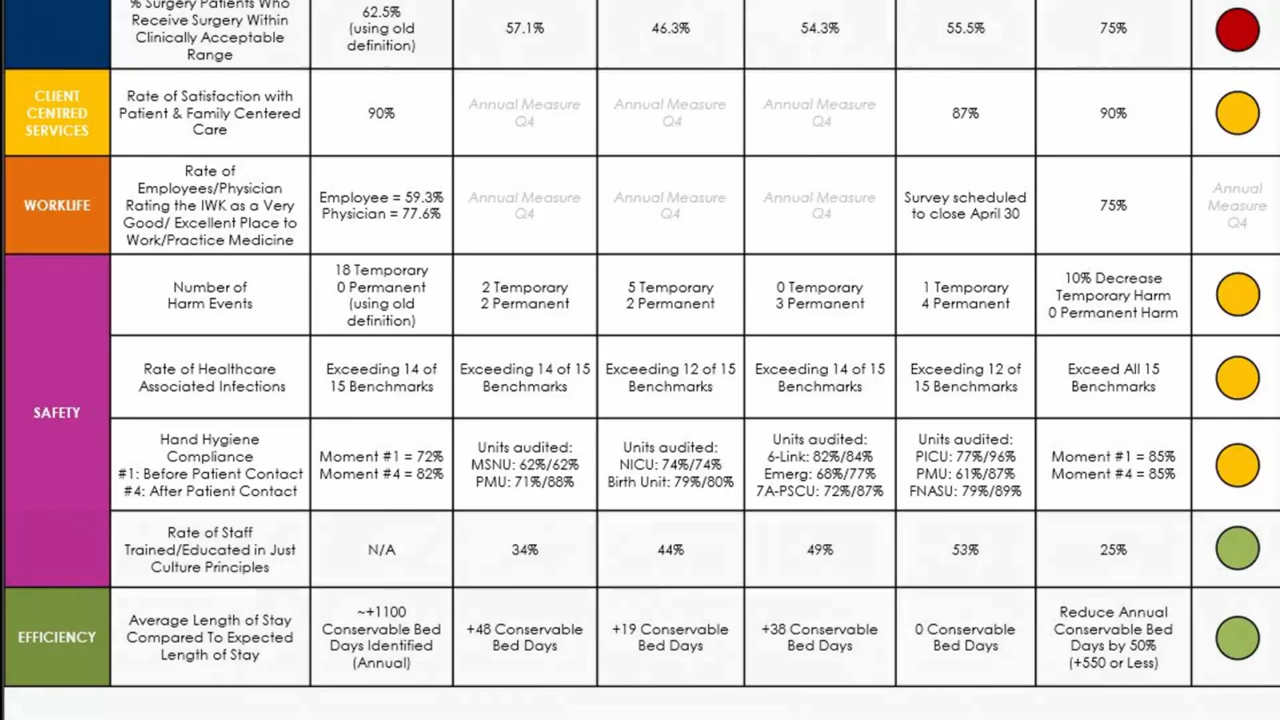 % Surgery Patients Who
Receive Surgery Within
Clinically Acceptable
Range
62.5%
(using old
definition)
57.1%
46.3%
54.3%
55.5%
75%
CLIENT
CENTRED
SERVICES
Rate of Satisfaction with
Patient & Family Centered
Care
90%
Annual Measure
Q4
Annual Measure
Q4
Annual Measure
Q4
87%
90%
WORKLIFE
Rate of
Employees/Physician
Rating the IWK as a Very
Good/ Excellent Place to
Work/Practice Medicine
Employee = 59.3%
Physician = 77.6%
Annual Measure
Q4
Annual Measure
Q4
Annual Measure
Q4
Survey scheduled
to close April 30
75%
Annual
Measure
Q4
SAFETY
Number of
Harm Events
18 Temporary
0 Permanent
(using old
definition)
2 Temporary
2 Permanent
5 Temporary
2 Permanent
0 Temporary
3 Permanent
1 Temporary
4 Permanent
10% Decrease
Temporary Harm
0 Permanent Harm
Rate of Healthcare
Associated Infections
Exceeding 14 of
15 Benchmarks
Exceeding 14 of 15
Benchmarks
Exceeding 12 of 15
Benchmarks
Exceeding 14 of 15
Benchmarks
Exceeding 12 of
15 Benchmarks
Exceed All 15
Benchmarks
Hand Hygiene
Compliance
#1: Before Patient Contact
#4: After Patient Contact
Moment #1 = 72%
Moment #4 = 82%
Units audited:
MSNU: 62%/62%
PMU: 71%/88%
Units audited:
NICU: 74%/74%
Birth Unit: 79%/80%
Units audited:
6-Link: 82%/84%
Emerg: 68%/77%
7A-PSCU: 72%/87%
Units audited:
PICU: 77%/96%
PMU: 61%/87%
FNASU: 79%/89%
Moment #1 = 85%
Moment #4 = 85%
Rate of Staff
Trained/Educated in Just
Culture Principles
N/A
34%
44%
49%
53%
25%
EFFICIENCY
Average Length of Stay
Compared To Expected
Length of Stay
~+1100
Conservable Bed
Days Identified
(Annual)
+48 Conservable
Bed Days
+19 Conservable
Bed Days
+38 Conservable
Bed Days
0 Conservable
Bed Days
Reduce Annual
Conservable Bed
Days by 50%
(+550 or Less)